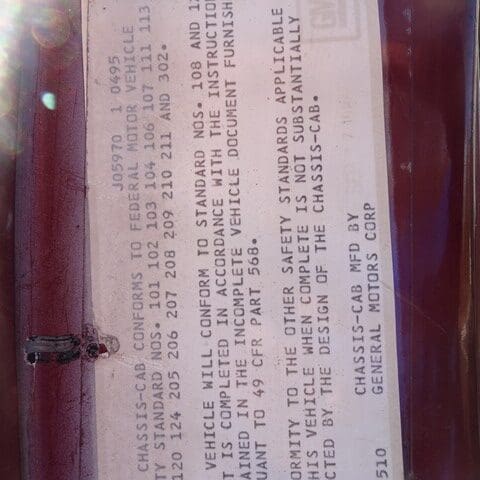 J05970 1 0495
CHASSIS-CAB CONFORMS TO FEDERAL MOTOR VEHICLE
TY STANDARD NOS. 101 102 103 104 106 107 111 113
120 124 205 206 207 208 209 210 211 AND 302.
VEHICLE WILL CONFORM TO STANDARD NOS. 108 AND 12
T IS COMPLETED IN ACCORDANCE WITH THE INSTRUCTION
AINED IN THE INCOMPLETE VEHICLE DOCUMENT FURNISH
UANT TO 49 CFR PART 568.
ORMITY TO THE OTHER SAFETY STANDARDS APPLICABLE
HIS VEHICLE WHEN COMPLETE IS NOT SUBSTANTIALLY
CTED BY THE DESIGN OF THE CHASSIS-CAB.
CHASSIS-CAB MFD BY
GENERAL MOTORS CORP
510